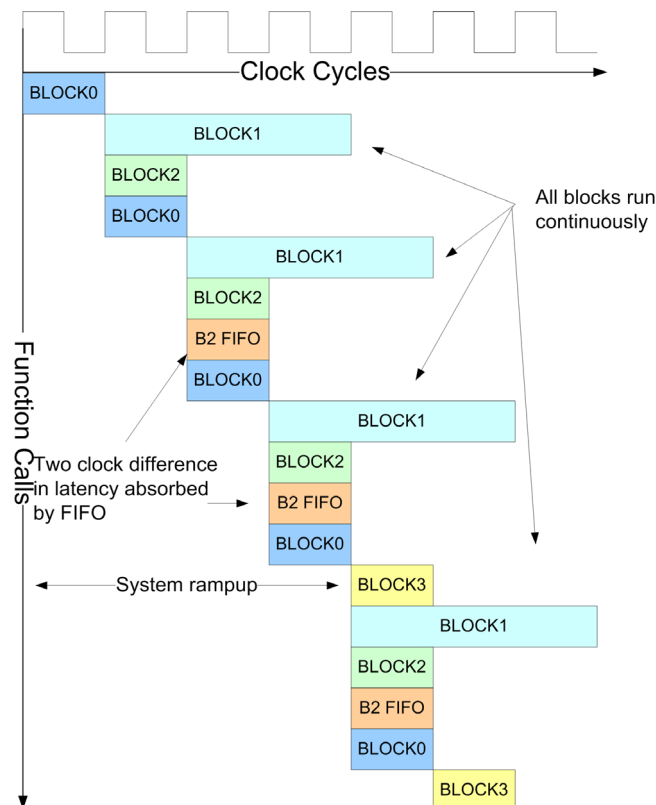 Clock Cycles
BLOCK0
BLOCK1
BLOCK2
BLOCK0
All blocks run
continuously
BLOCK1
BLOCK2
B2 FIFO
BLOCK0
Function Calls
BLOCK1
Two clock difference
in latency absorbed
by FIFO
BLOCK2
B2 FIFO
BLOCK0
System rampup
BLOCK3
BLOCK1
BLOCK2
B2 FIFO
BLOCK0
BLOCK3